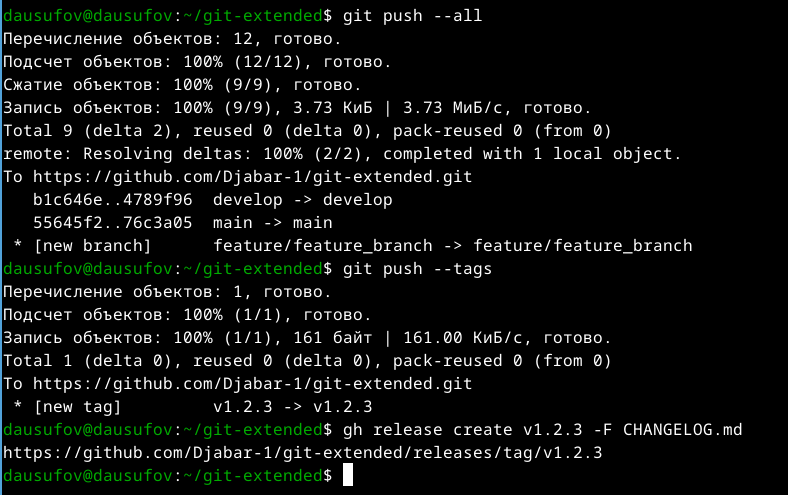 dausufov@dausufov:~/git-extended$ git push --all
Перечисление объектов: 12, готово.
Подсчет объектов: 100% (12/12), готово.
Сжатие объектов: 100% (9/9), готово.
Запись объектов: 100% (9/9), 3.73 КиБ | 3.73 МиБ/с, готово.
Total 9 (delta 2), reused 0 (delta 0), pack-reused 0 (from 0)
remote: Resolving deltas: 100% (2/2), completed with 1 local object.
To https://github.com/Djabar-1/git-extended.git
   b1c646e..4789f96  develop -> develop
   55645f2..76c3a05  main -> main
 * [new branch]      feature/feature_branch -> feature/feature_branch
dausufov@dausufov:~/git-extended$ git push --tags
Перечисление объектов: 1, готово.
Подсчет объектов: 100% (1/1), готово.
Запись объектов: 100% (1/1), 161 байт | 161.00 КиБ/с, готово.
Total 1 (delta 0), reused 0 (delta 0), pack-reused 0 (from 0)
To https://github.com/Djabar-1/git-extended.git
 * [new tag]         v1.2.3 -> v1.2.3
dausufov@dausufov:~/git-extended$ gh release create v1.2.3 -F CHANGELOG.md
https://github.com/Djabar-1/git-extended/releases/tag/v1.2.3
dausufov@dausufov:~/git-extended$